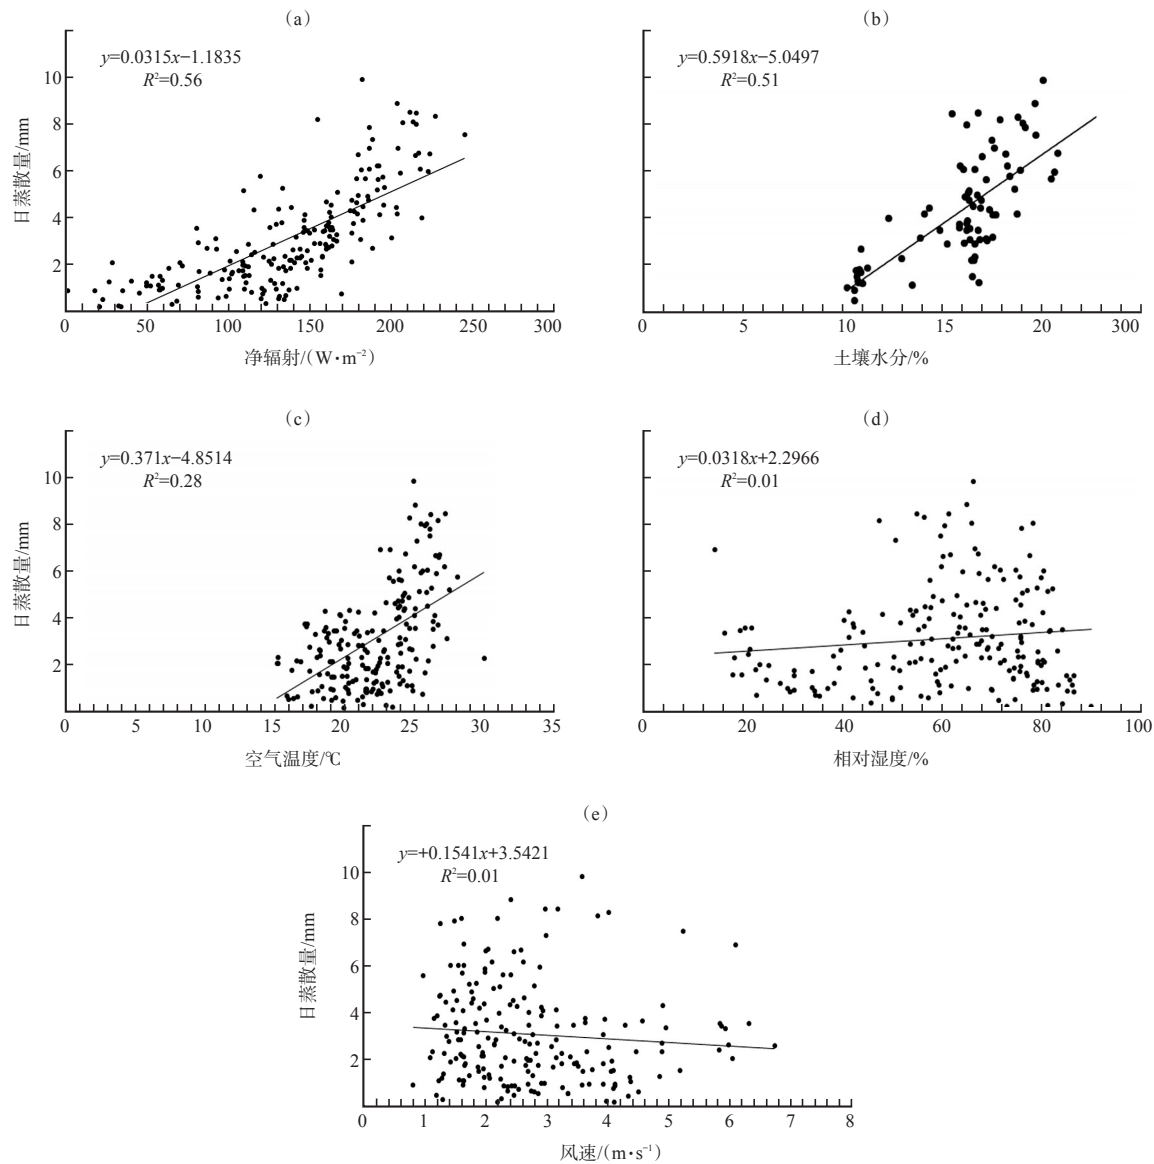 (a)
y=0.0315x−1.1835
R²=0.56
10
8
6
4
2
日蒸散量/mm
0 50 100 150 200 250 300
净辐射/(W·m⁻²)
(b)
y=0.5918x−5.0497
R²=0.51
0 5 10 15 20 300
土壤水分/%
(c)
y=0.371x−4.8514
R²=0.28
10
8
6
4
2
日蒸散量/mm
0 5 10 15 20 25 30 35
空气温度/℃
(d)
y=0.0318x+2.2966
R²=0.01
0 20 40 60 80 100
相对湿度/%
(e)
y=+0.1541x+3.5421
R²=0.01
10
8
6
4
2
日蒸散量/mm
0 1 2 3 4 5 6 7 8
风速/(m·s⁻¹)